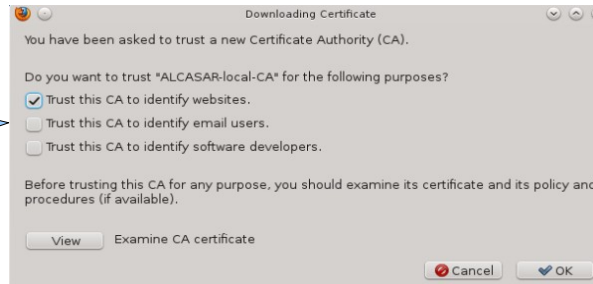 Downloading Certificate
You have been asked to trust a new Certificate Authority (CA).
Do you want to trust "ALCASAR-local-CA" for the following purposes?
Trust this CA to identify websites.
Trust this CA to identify email users.
Trust this CA to identify software developers.
Before trusting this CA for any purpose, you should examine its certificate and its policy and
procedures (if available).
View Examine CA certificate
Cancel OK